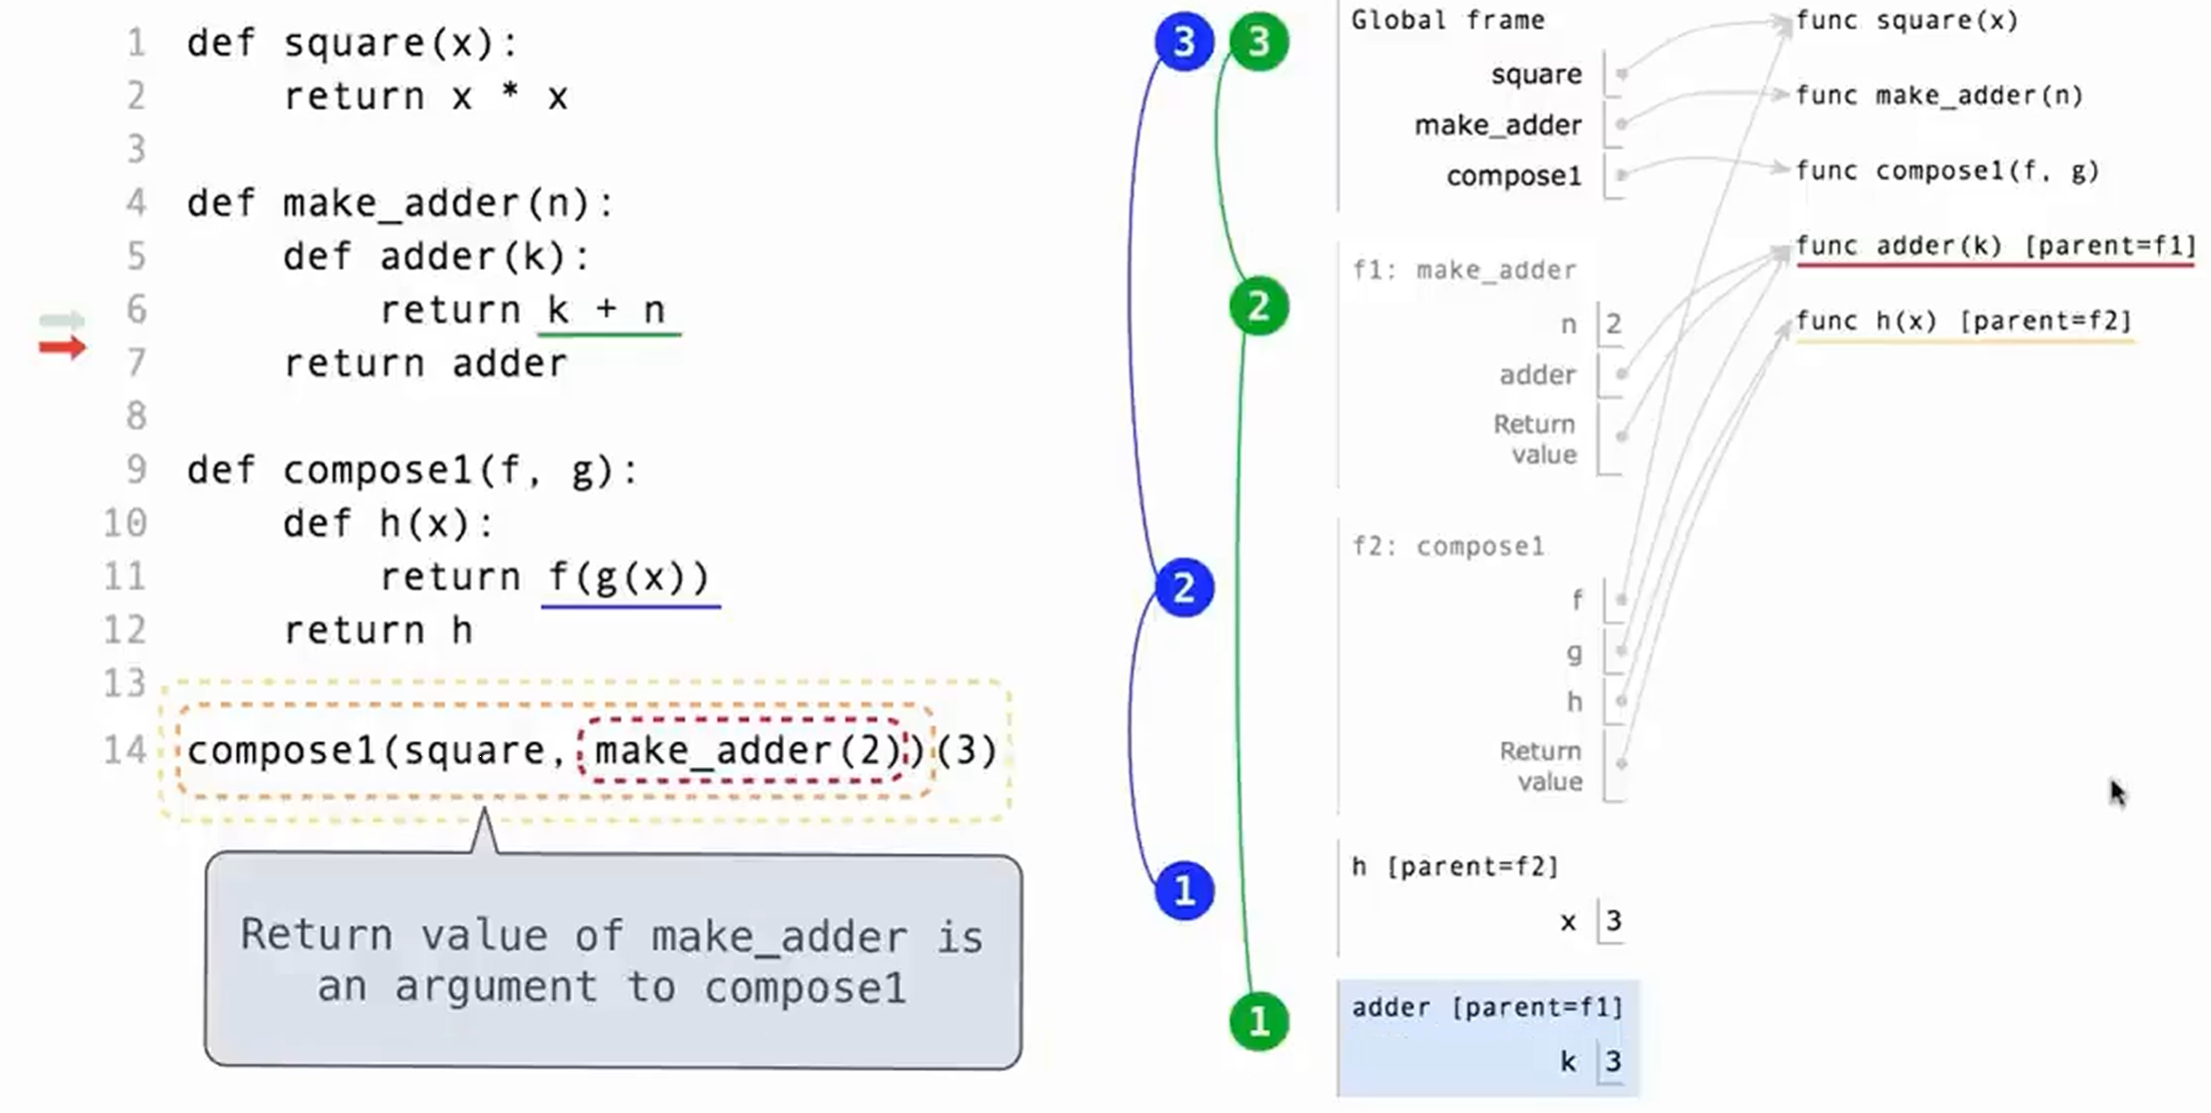 1 def square(x):
2     return x * x
3
4 def make_adder(n):
5     def adder(k):
6         return k + n
7     return adder
8
9 def compose1(f, g):
10     def h(x):
11         return f(g(x))
12     return h
13
14 compose1(square, make_adder(2))(3)
Return value of make_adder is
an argument to compose1
3 3
2
2
1
1
Global frame
square
make_adder
compose1
f1: make_adder
n 2
adder
Return
value
f2: compose1
f
g
h
Return
value
h [parent=f2]
x 3
adder [parent=f1]
k 3
func square(x)
func make_adder(n)
func compose1(f, g)
func adder(k) [parent=f1]
func h(x) [parent=f2]